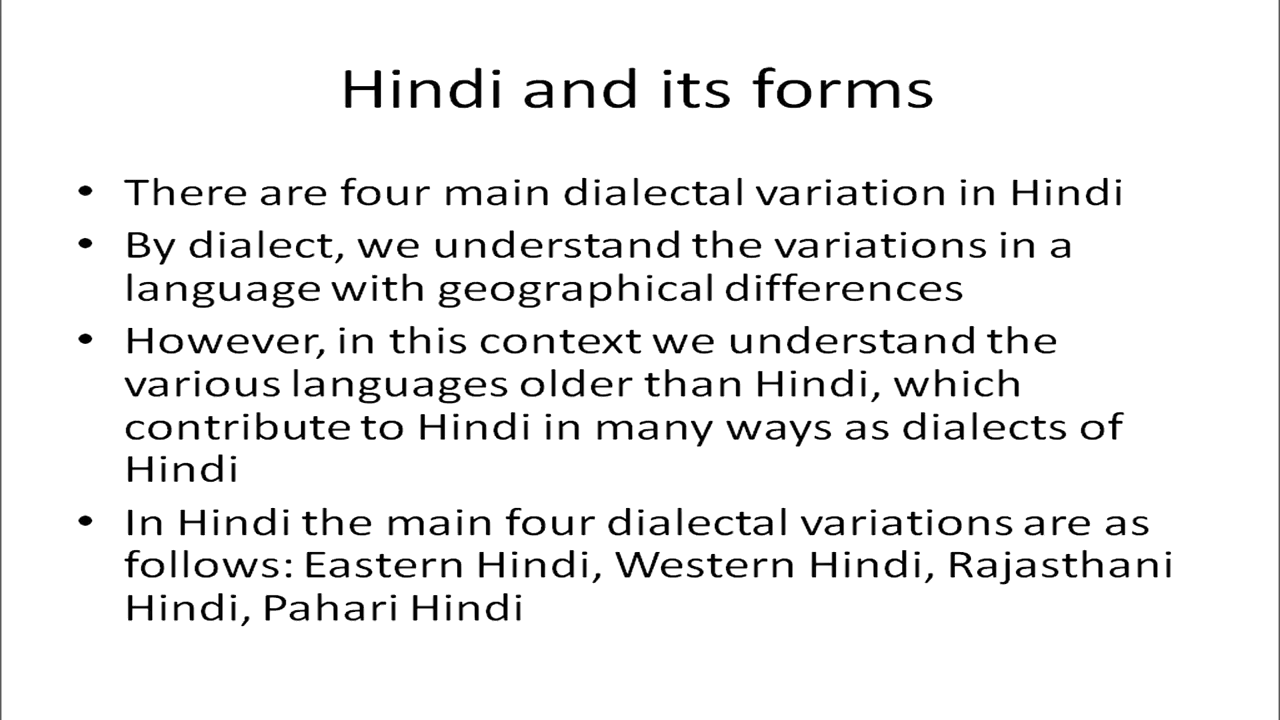 Hindi and its forms
• There are four main dialectal variation in Hindi
• By dialect, we understand the variations in a
language with geographical differences
• However, in this context we understand the
various languages older than Hindi, which
contribute to Hindi in many ways as dialects of
Hindi
• In Hindi the main four dialectal variations are as
follows: Eastern Hindi, Western Hindi, Rajasthani
Hindi, Pahari Hindi